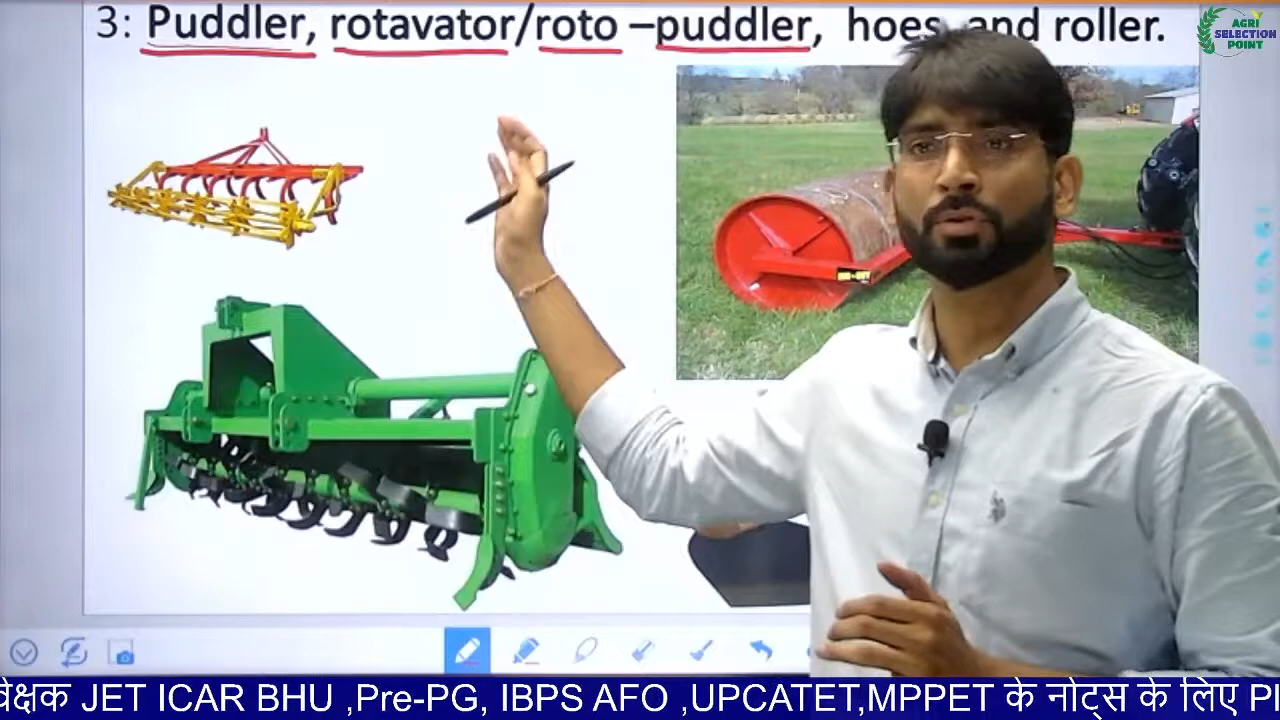 3: Puddler, rotavator/roto –puddler, hoes and roller.
AGRI
SELECTION
POINT
वेक्षक JET ICAR BHU ,Pre-PG, IBPS AFO ,UPCATET,MPPET के नोट्स के लिए Pl